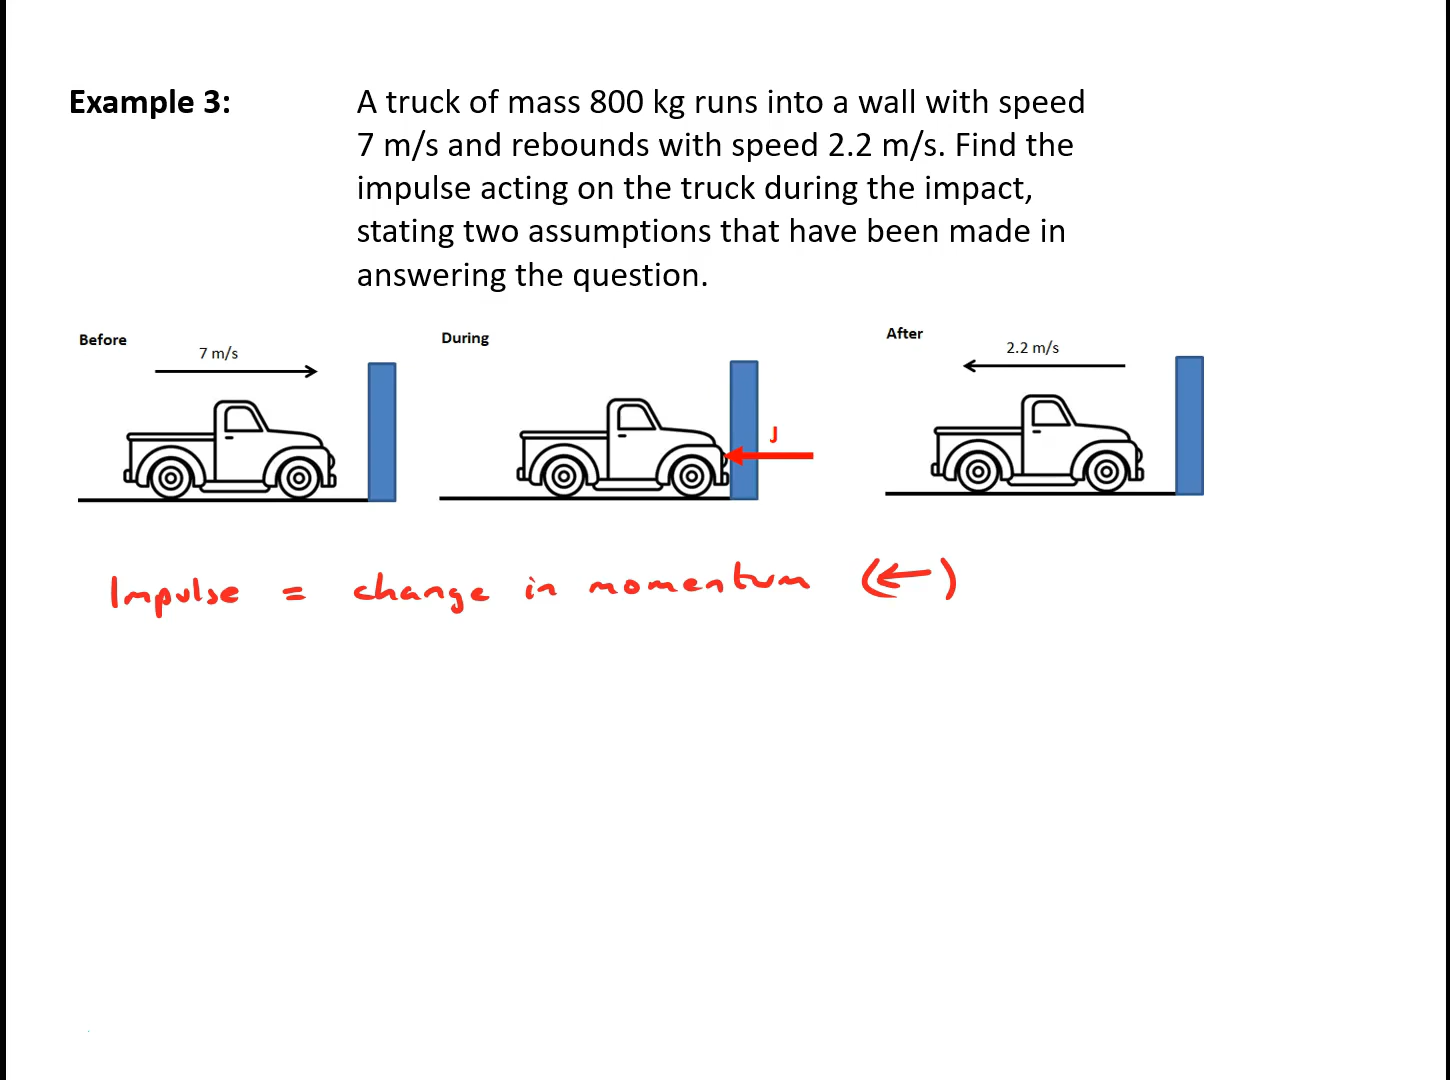 Example 3: A truck of mass 800 kg runs into a wall with speed
7 m/s and rebounds with speed 2.2 m/s. Find the
impulse acting on the truck during the impact,
stating two assumptions that have been made in
answering the question.
Before
7 m/s
During
J
After
2.2 m/s
Impulse = change in momentum (←)